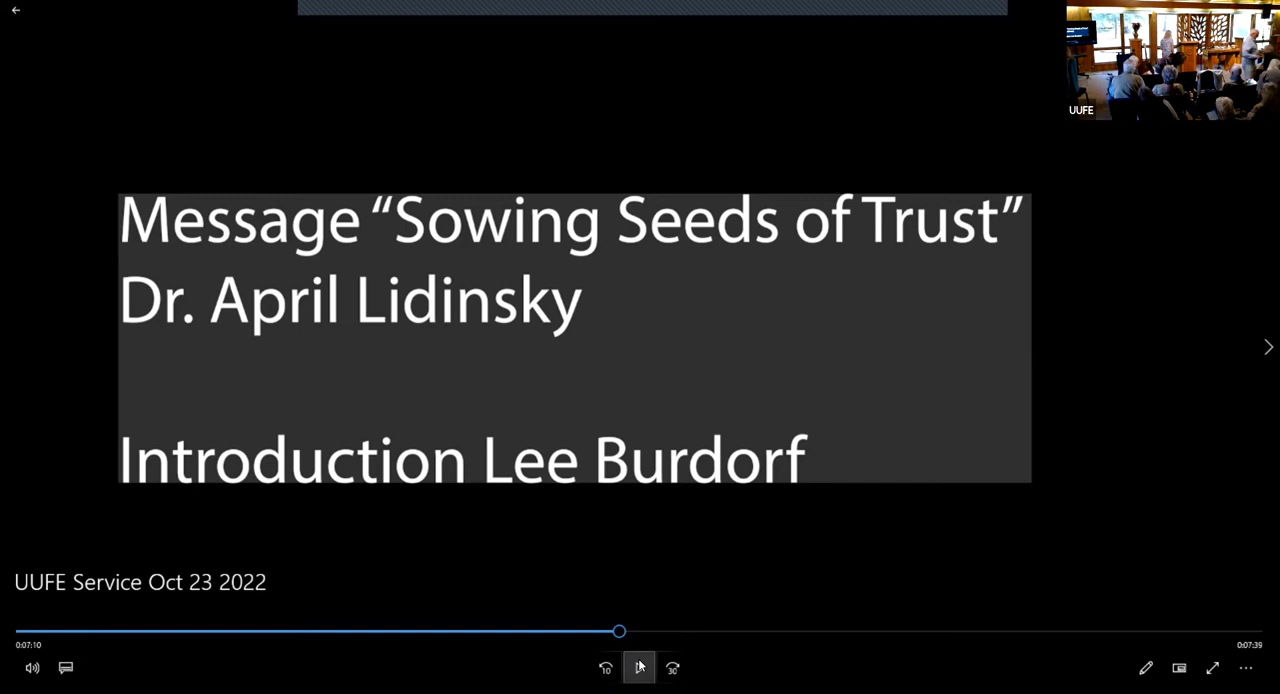 UUFE
Message “Sowing Seeds of Trust”
Dr. April Lidinsky
Introduction Lee Burdorf
UUFE Service Oct 23 2022
0:07:10
0:07:39
10
30